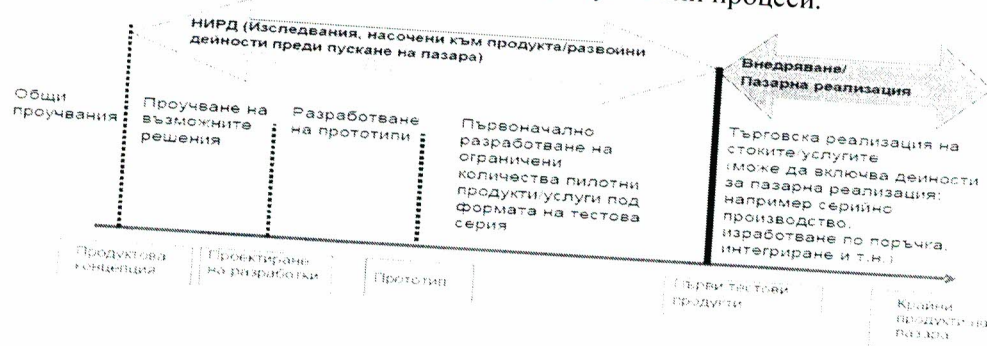 процеси.
НИРД (Изследвания, насочени към продукта/развойни
дейности преди пускане на пазара)
Внедряване/
Пазарна реализация
Общи
проучвания
Проучване на
възможните
решения
Разработване
на прототипи
Първоначално
разработване на
ограничени
количества пилотни
продукти/услуги под
формата на тестова
серия
Търговска реализация на
стоките/услугите
(може да включва дейности
за пазарна реализация:
например серийно
производство,
изработване по поръчка,
интегриране и т.н.)
Продуктова
концепция
Проектиране
на разработки
Прототип
Първи тестови
продукти
Крайни
продукти на
пазара